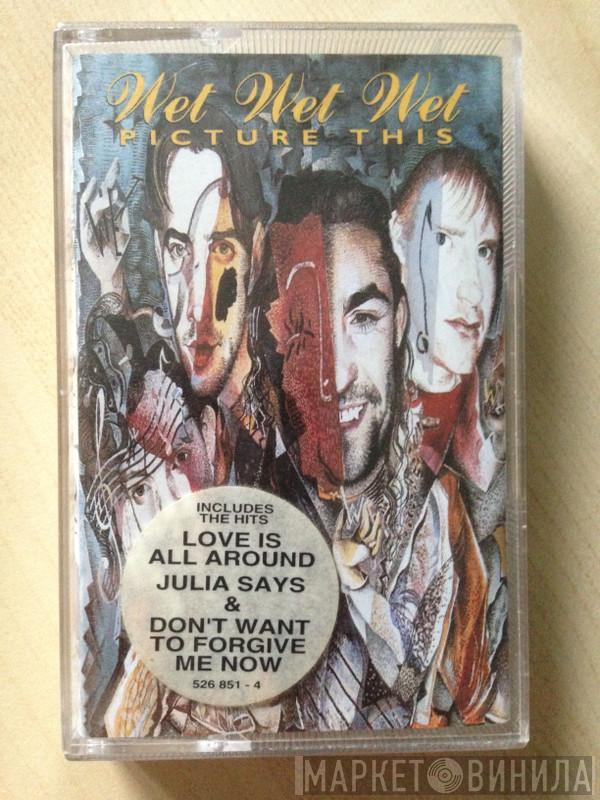 Wet Wet Wet
PICTURE THIS
INCLUDES
THE HITS
LOVE IS
ALL AROUND
JULIA SAYS
&
DON'T WANT
TO FORGIVE
ME NOW
526 851 - 4
МАРКЕТ ВИНИЛА